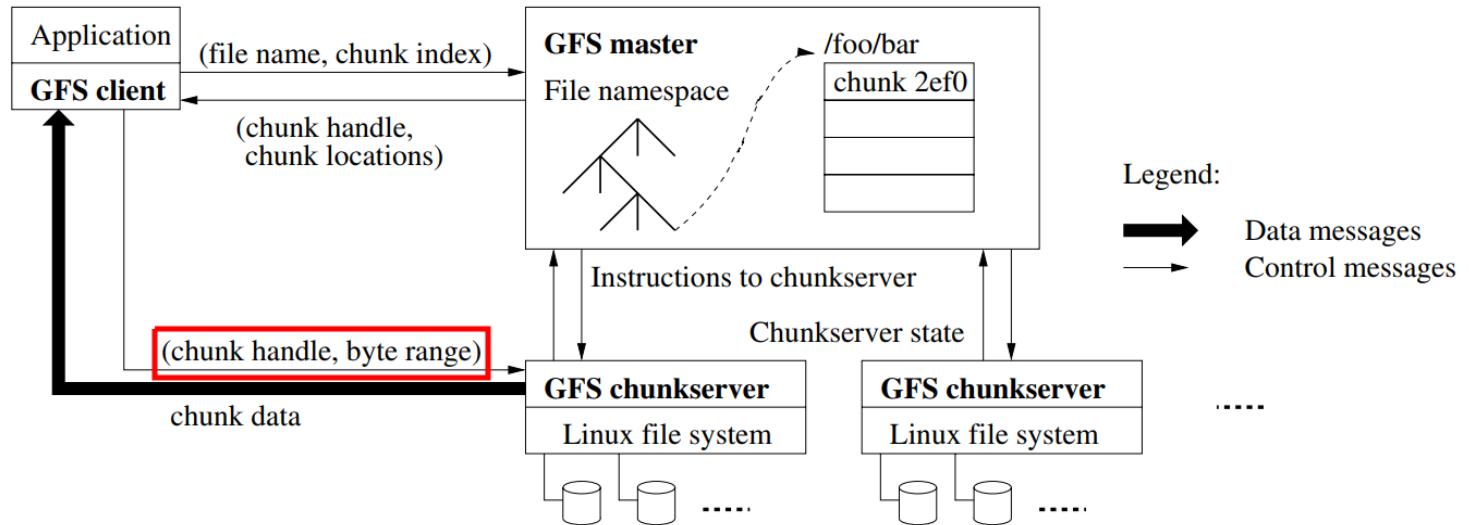 Application
GFS client
(file name, chunk index)
(chunk handle,
chunk locations)
GFS master
File namespace
/foo/bar
chunk 2ef0
Legend:
Data messages
Control messages
Instructions to chunkserver
Chunkserver state
(chunk handle, byte range)
chunk data
GFS chunkserver
Linux file system
GFS chunkserver
Linux file system